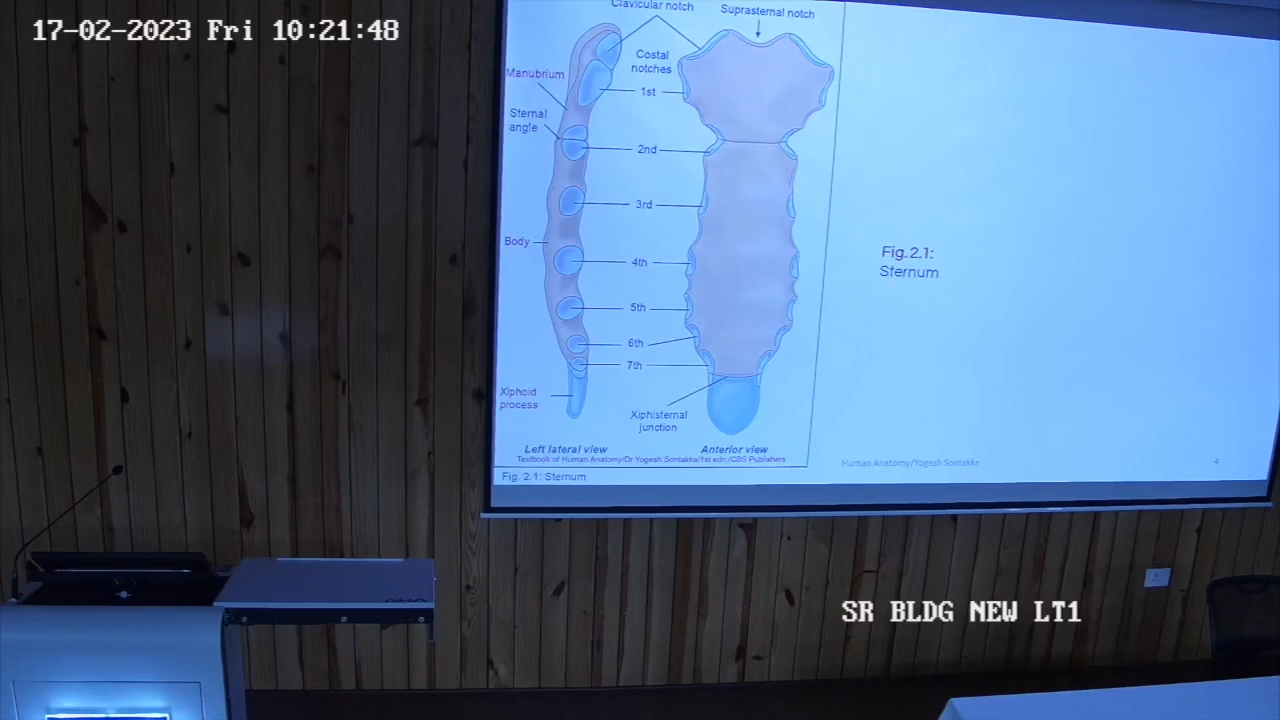 17-02-2023 Fri 10:21:48
Clavicular notch
Suprasternal notch
Costal
notches
Manubrium
1st
Sternal
angle
2nd
3rd
Body
4th
Fig.2.1:
Sternum
5th
6th
7th
Xiphoid
process
Xiphisternal
junction
Left lateral view
Anterior view
Textbook of Human Anatomy/Dr Yogesh Sontakke/1st edn./CBS Publishers
Fig. 2.1: Sternum
Human Anatomy/Yogesh Sontakke
4
SR BLDG NEW LT1